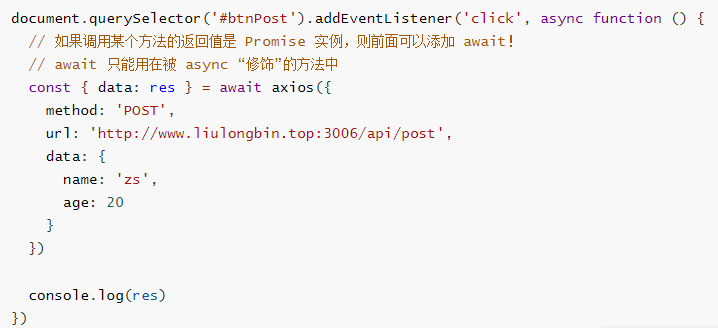 document.querySelector('#btnPost').addEventListener('click', async function () {
  // 如果调用某个方法的返回值是 Promise 实例，则前面可以添加 await！
  // await 只能用在被 async “修饰”的方法中
  const { data: res } = await axios({
    method: 'POST',
    url: 'http://www.liulongbin.top:3006/api/post',
    data: {
      name: 'zs',
      age: 20
    }
  })

  console.log(res)
})